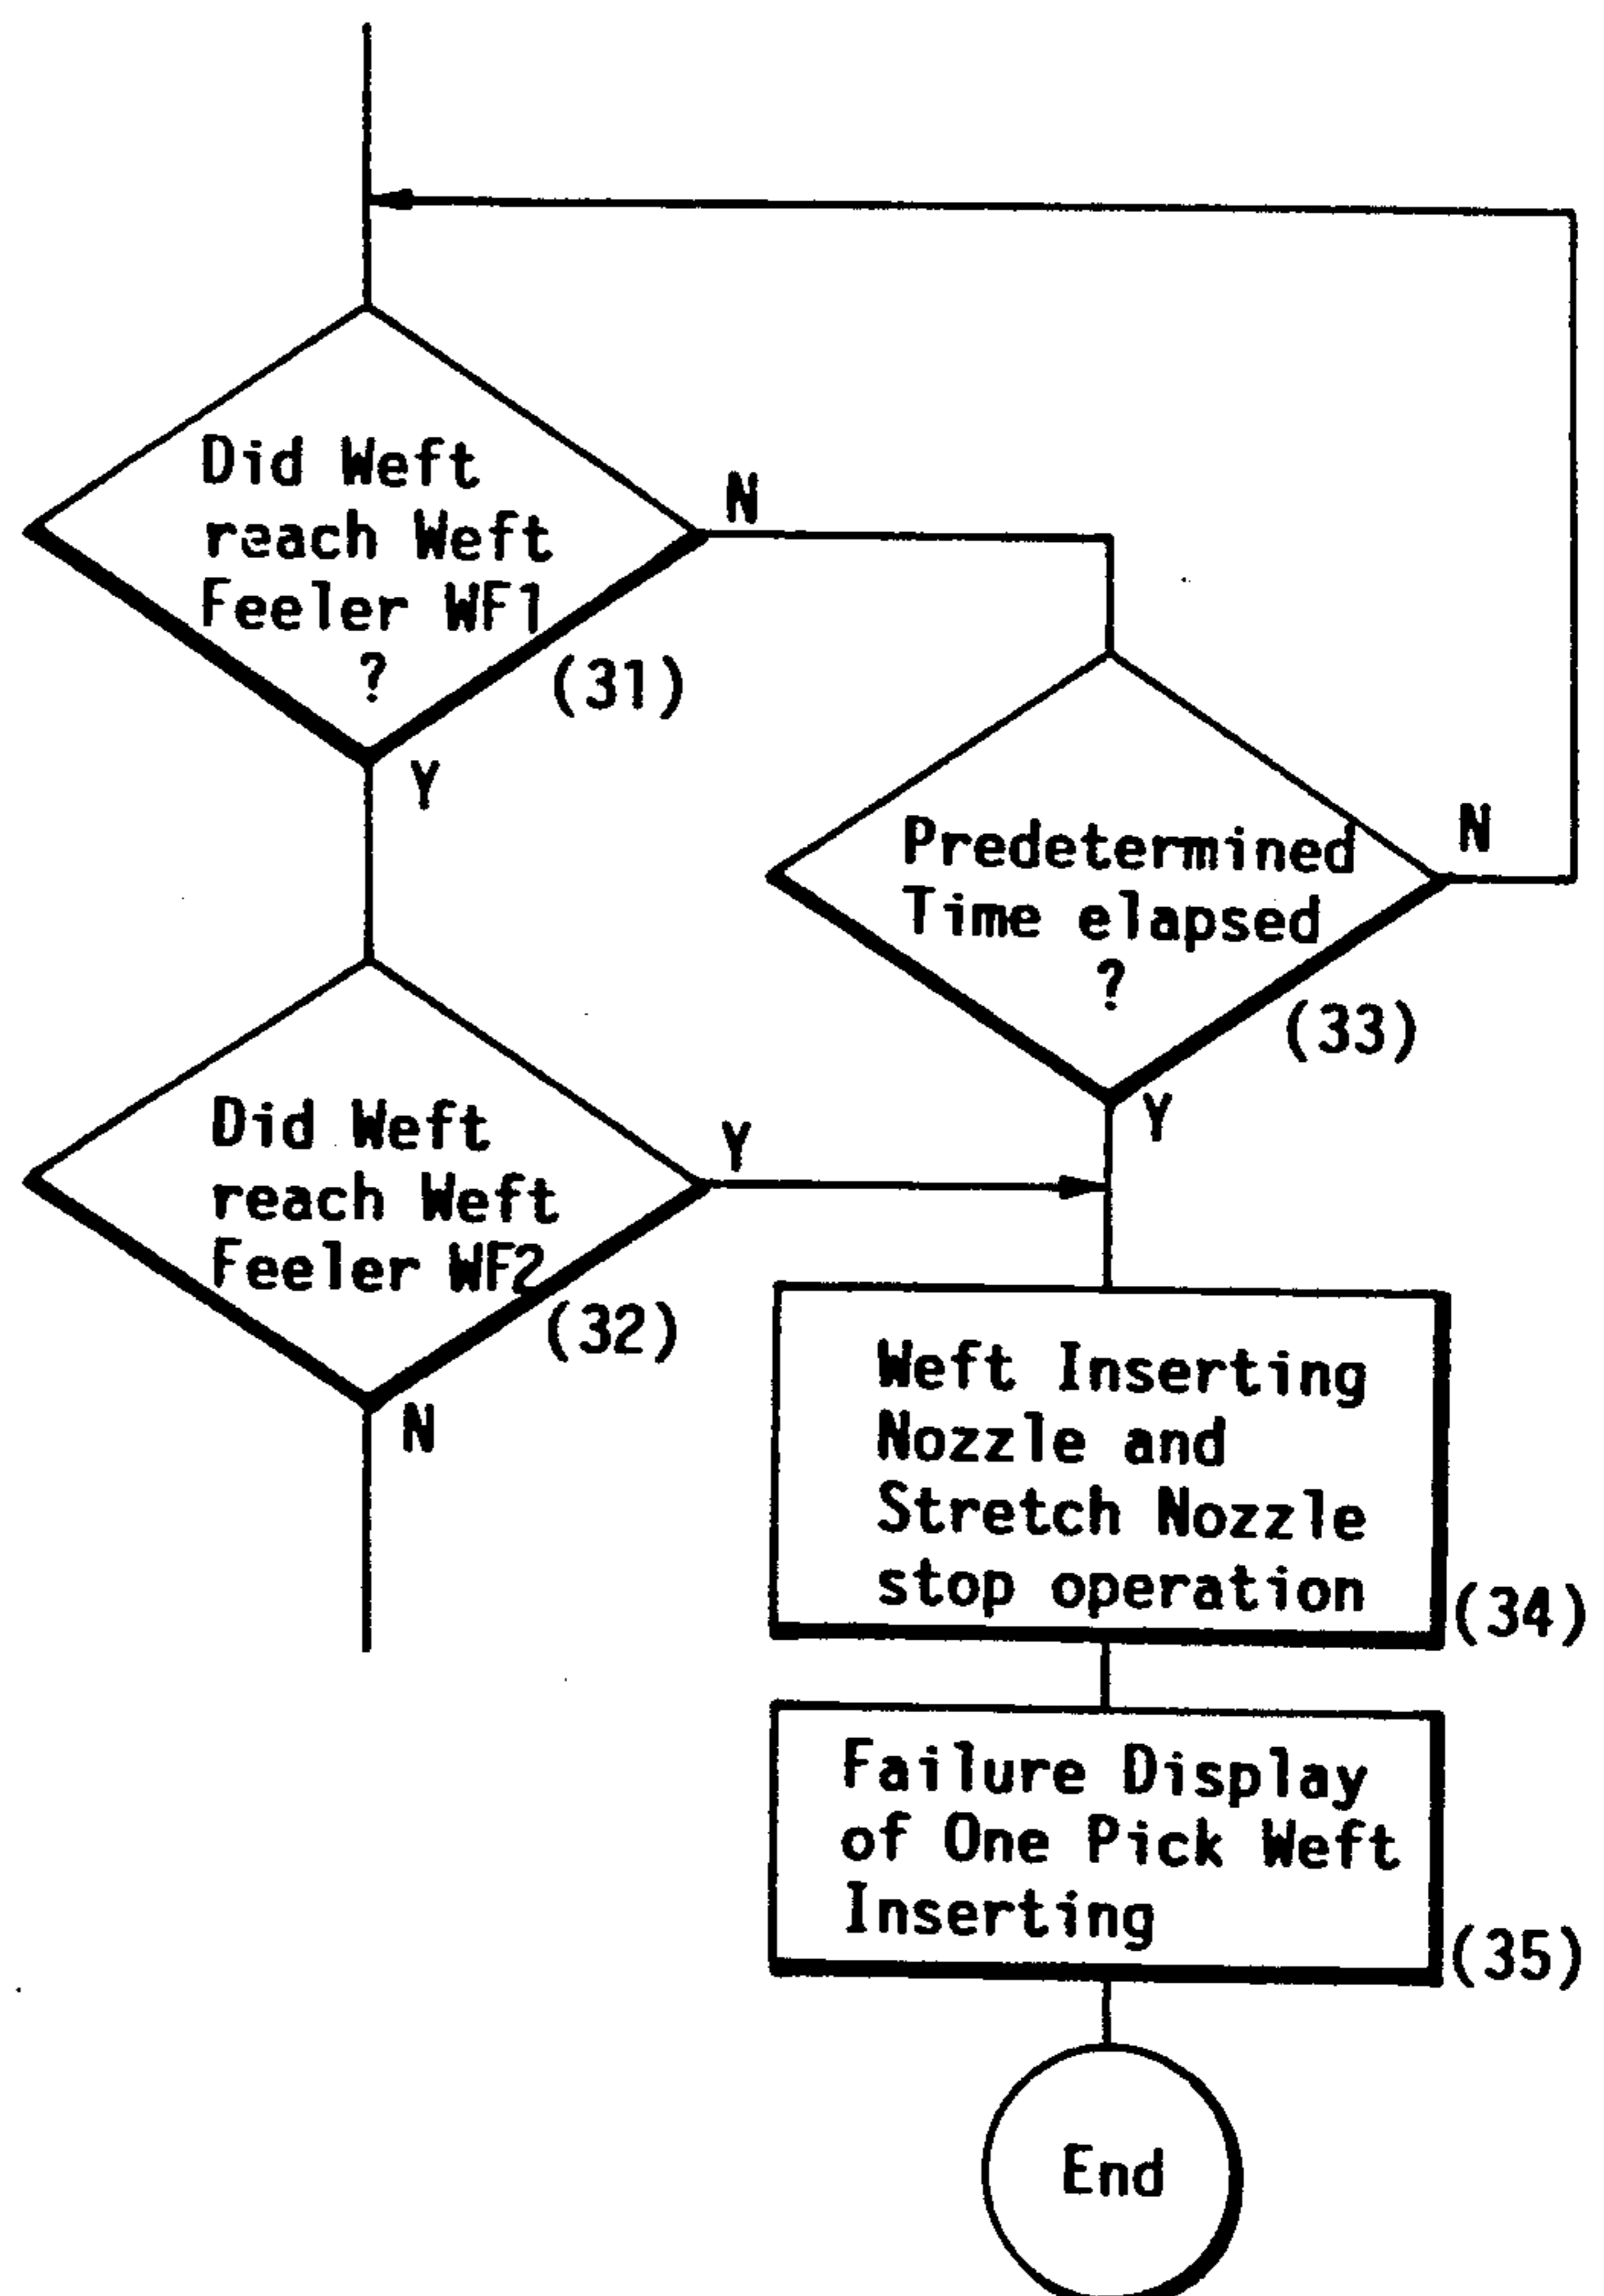 Did Weft
reach Weft
Feeler WF1
?
(31)
N
Y
Predetermined
Time elapsed
?
(33)
N
Y
Did Weft
reach Weft
Feeler WF2
(32)
Y
N
Weft Inserting
Nozzle and
Stretch Nozzle
stop operation
(34)
Failure Display
of One Pick Weft
Inserting
(35)
End